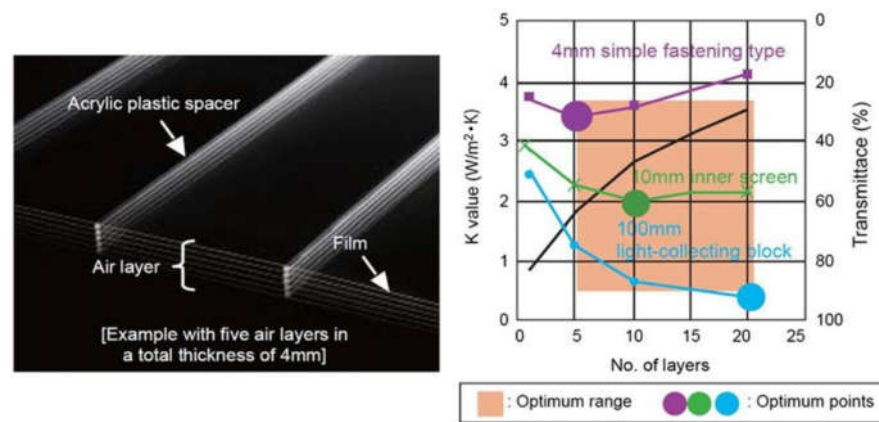 Acrylic plastic spacer
Air layer
Film
[Example with five air layers in
a total thickness of 4mm]
K value (W/m²•K)
5
4
3
2
1
0
4mm simple fastening type
10mm inner screen
100mm
light-collecting block
0
20
40
60
80
100
Transmittace (%)
0
5
10
15
20
25
No. of layers
: Optimum range
: Optimum points